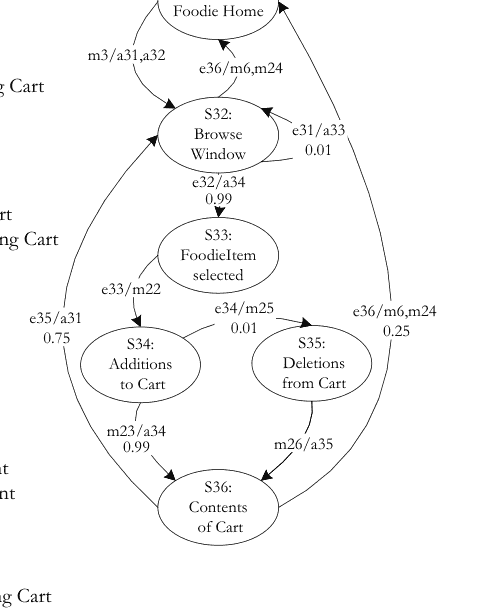 Foodie Home
m3/a31,a32
e36/m6,m24
g Cart
S32:
Browse
Window
e31/a33
0.01
e32/a34
0.99
rt
ng Cart
S33:
FoodieItem
selected
e33/m22
e34/m25
0.01
e35/a31
0.75
e36/m6,m24
0.25
S34:
Additions
to Cart
S35:
Deletions
from Cart
m23/a34
0.99
m26/a35
nt
nt
S36:
Contents
of Cart
ng Cart